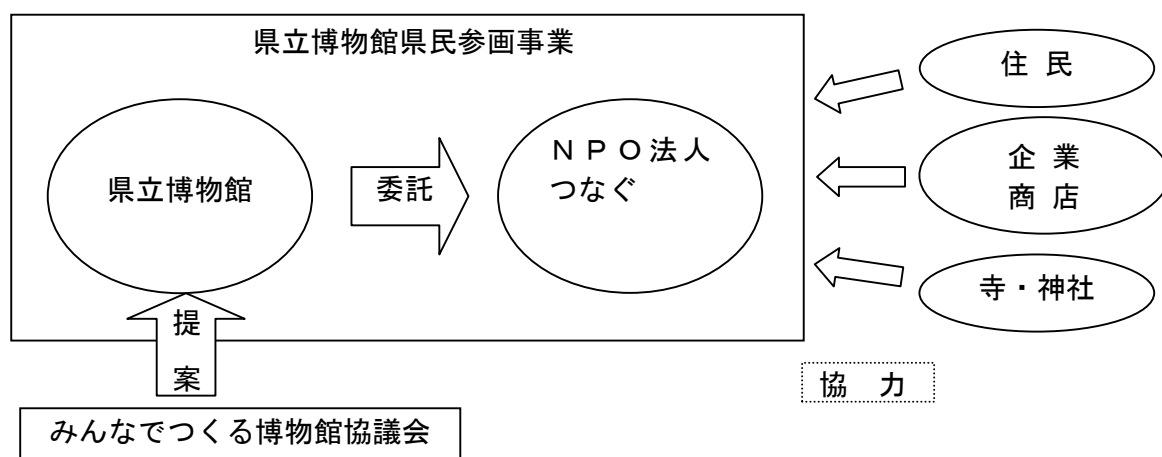 県立博物館県民参画事業
県立博物館
委託
ＮＰＯ法人
つなぐ
住 民
企 業
商 店
寺・神社
提
案
協 力
みんなでつくる博物館協議会